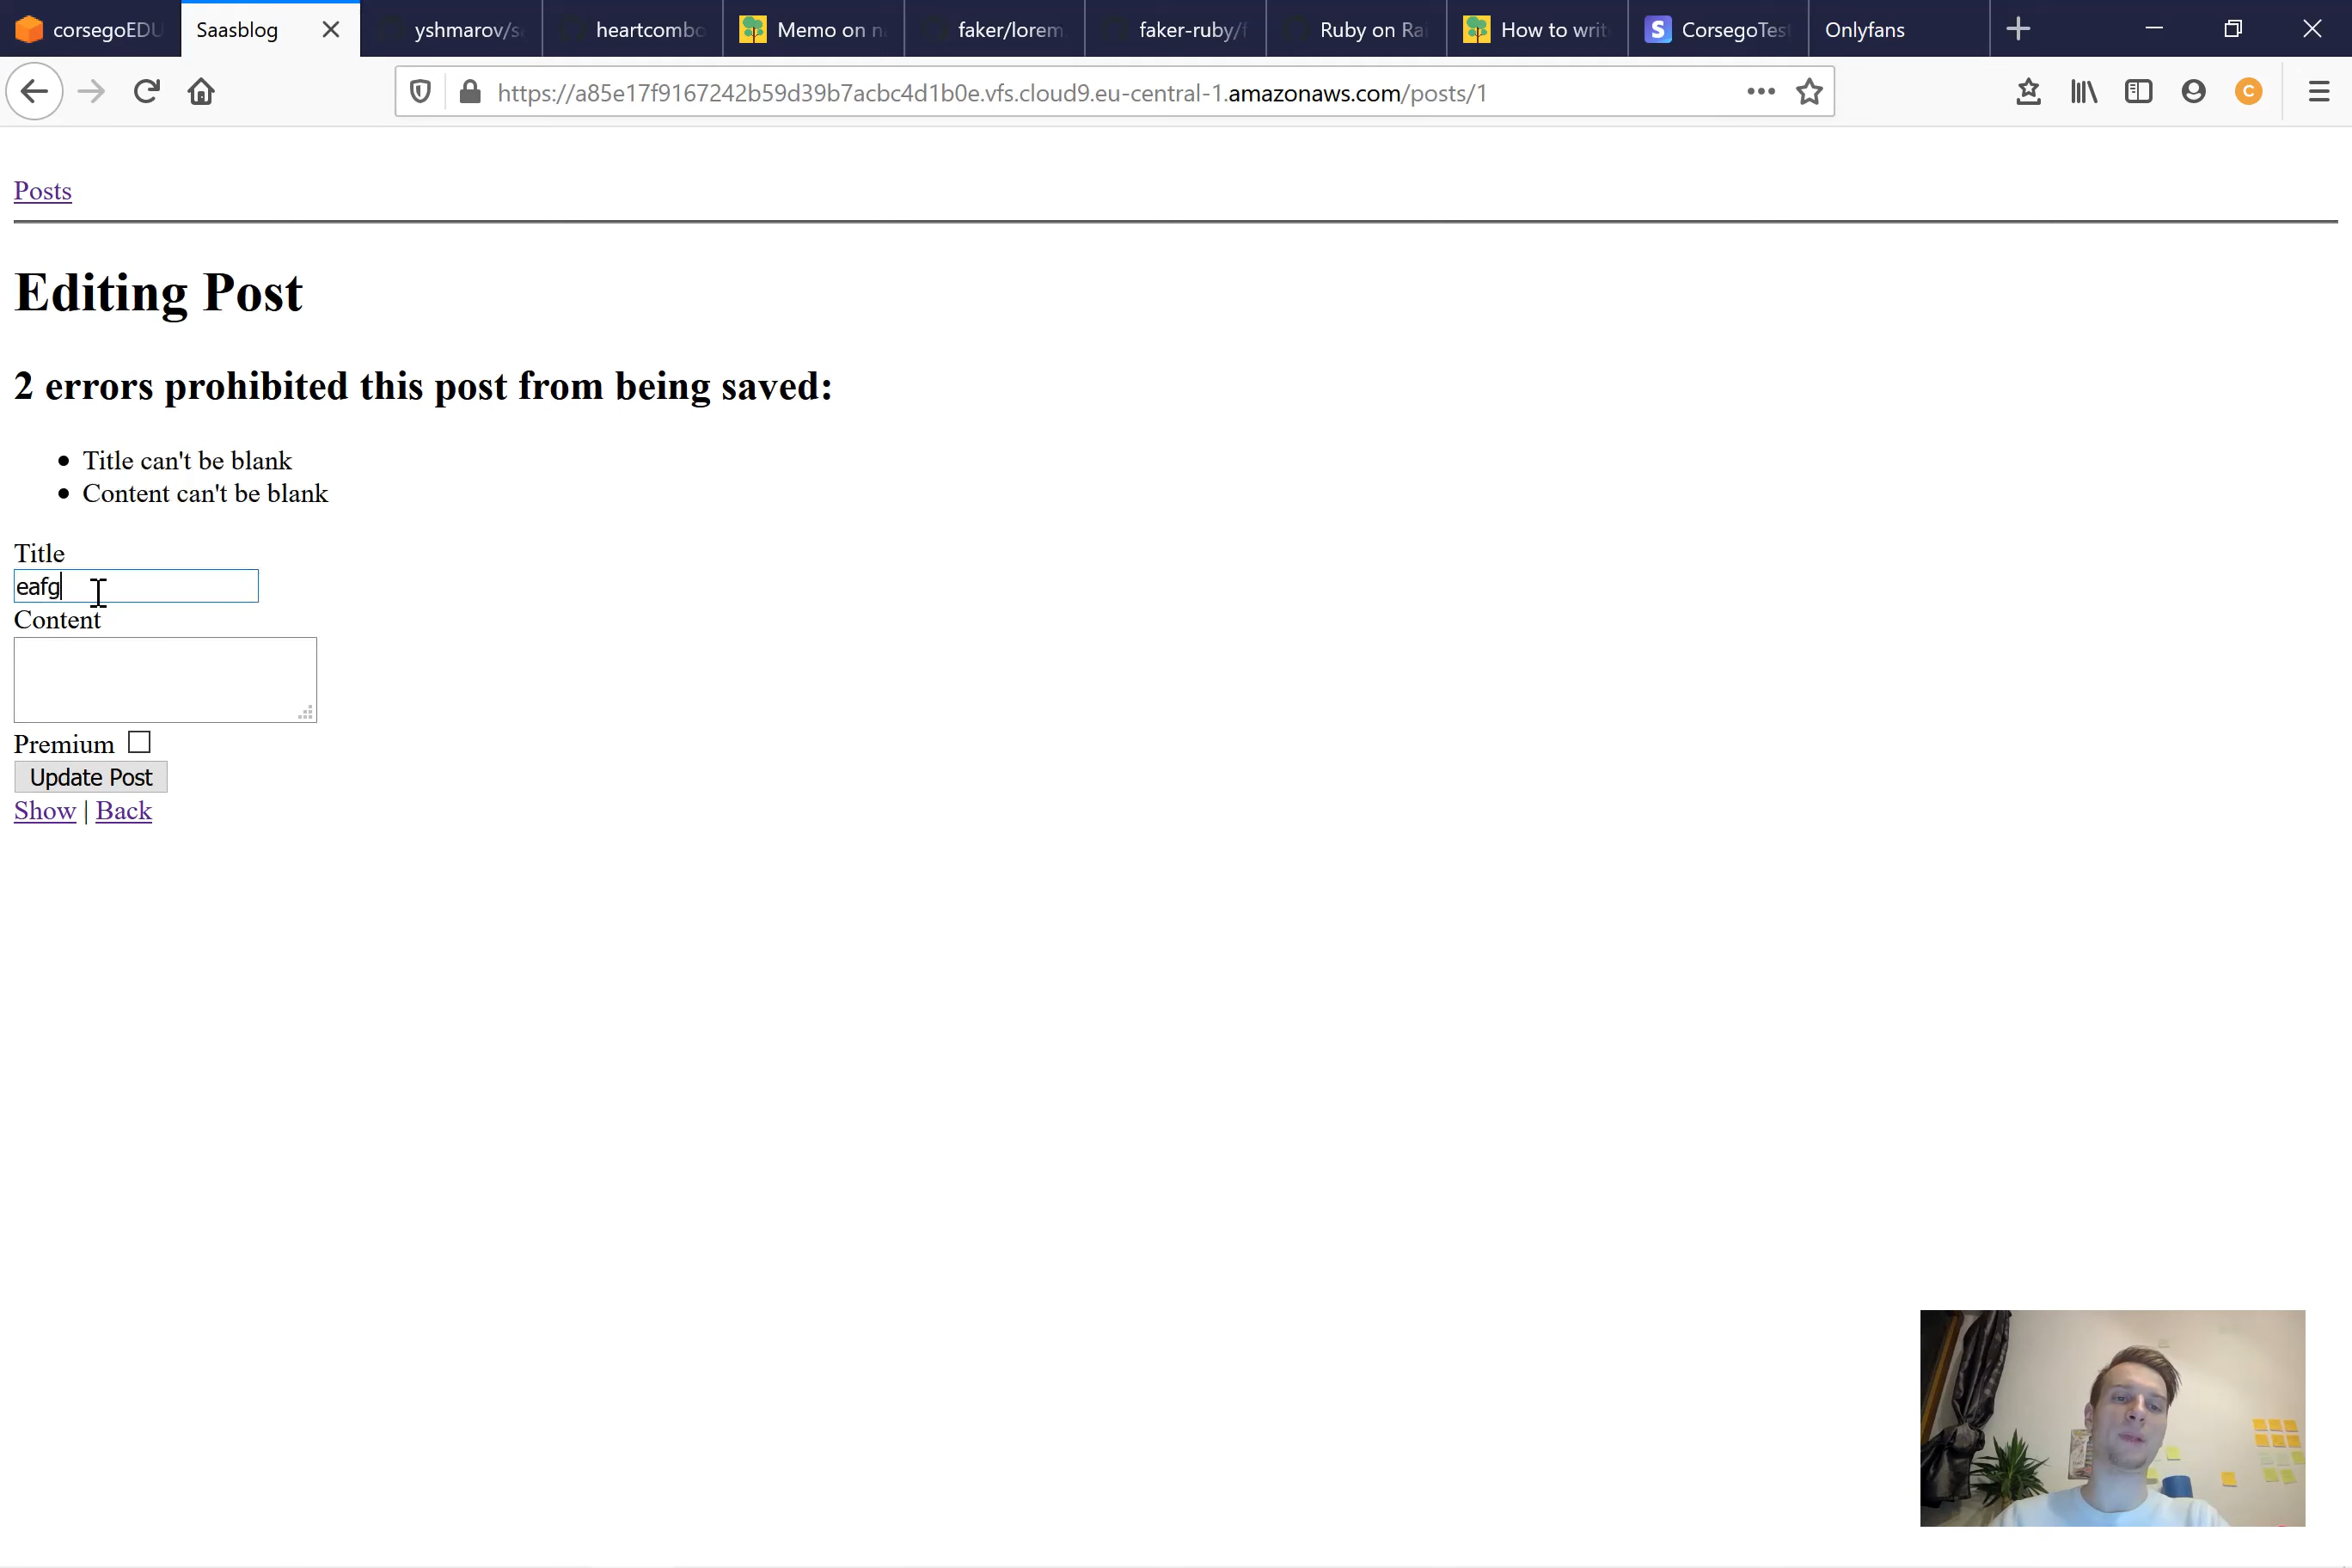 corsegoEDU
Saasblog
yshmarov/s
heartcombo
Memo on n
faker/lorem
faker-ruby/f
Ruby on Ra
How to writ
S CorsegoTest
Onlyfans
https://a85e17f9167242b59d39b7acbc4d1b0e.vfs.cloud9.eu-central-1.amazonaws.com/posts/1
C
Posts
Editing Post
2 errors prohibited this post from being saved:
Title can't be blank
Content can't be blank
Title
eafg
Content
Premium
Update Post
Show | Back